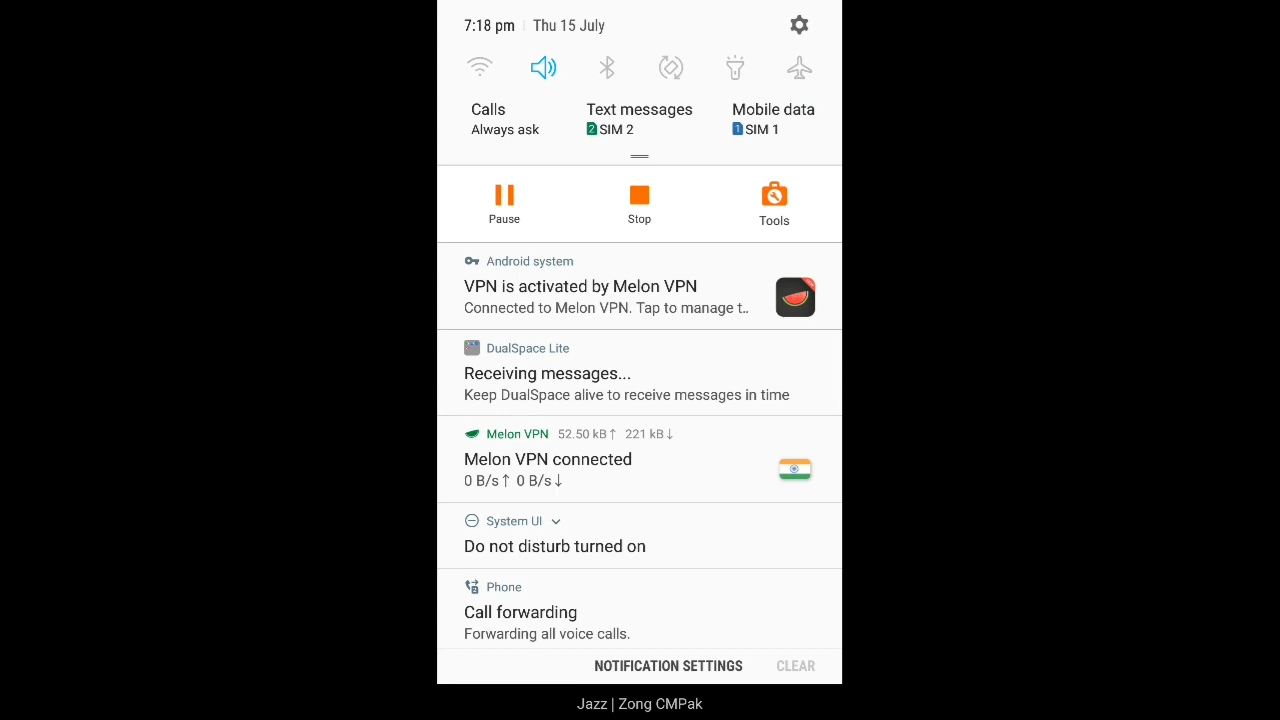 7:18 pm Thu 15 July
Calls Text messages Mobile data
Always ask 2 SIM 2 1 SIM 1
Pause Stop Tools
Android system
VPN is activated by Melon VPN
Connected to Melon VPN. Tap to manage t..
DualSpace Lite
Receiving messages...
Keep DualSpace alive to receive messages in time
Melon VPN 52.50 kB↑ 221 kB↓
Melon VPN connected
0 B/s↑ 0 B/s↓
System UI
Do not disturb turned on
Phone
Call forwarding
Forwarding all voice calls.
NOTIFICATION SETTINGS CLEAR
Jazz | Zong CMPak